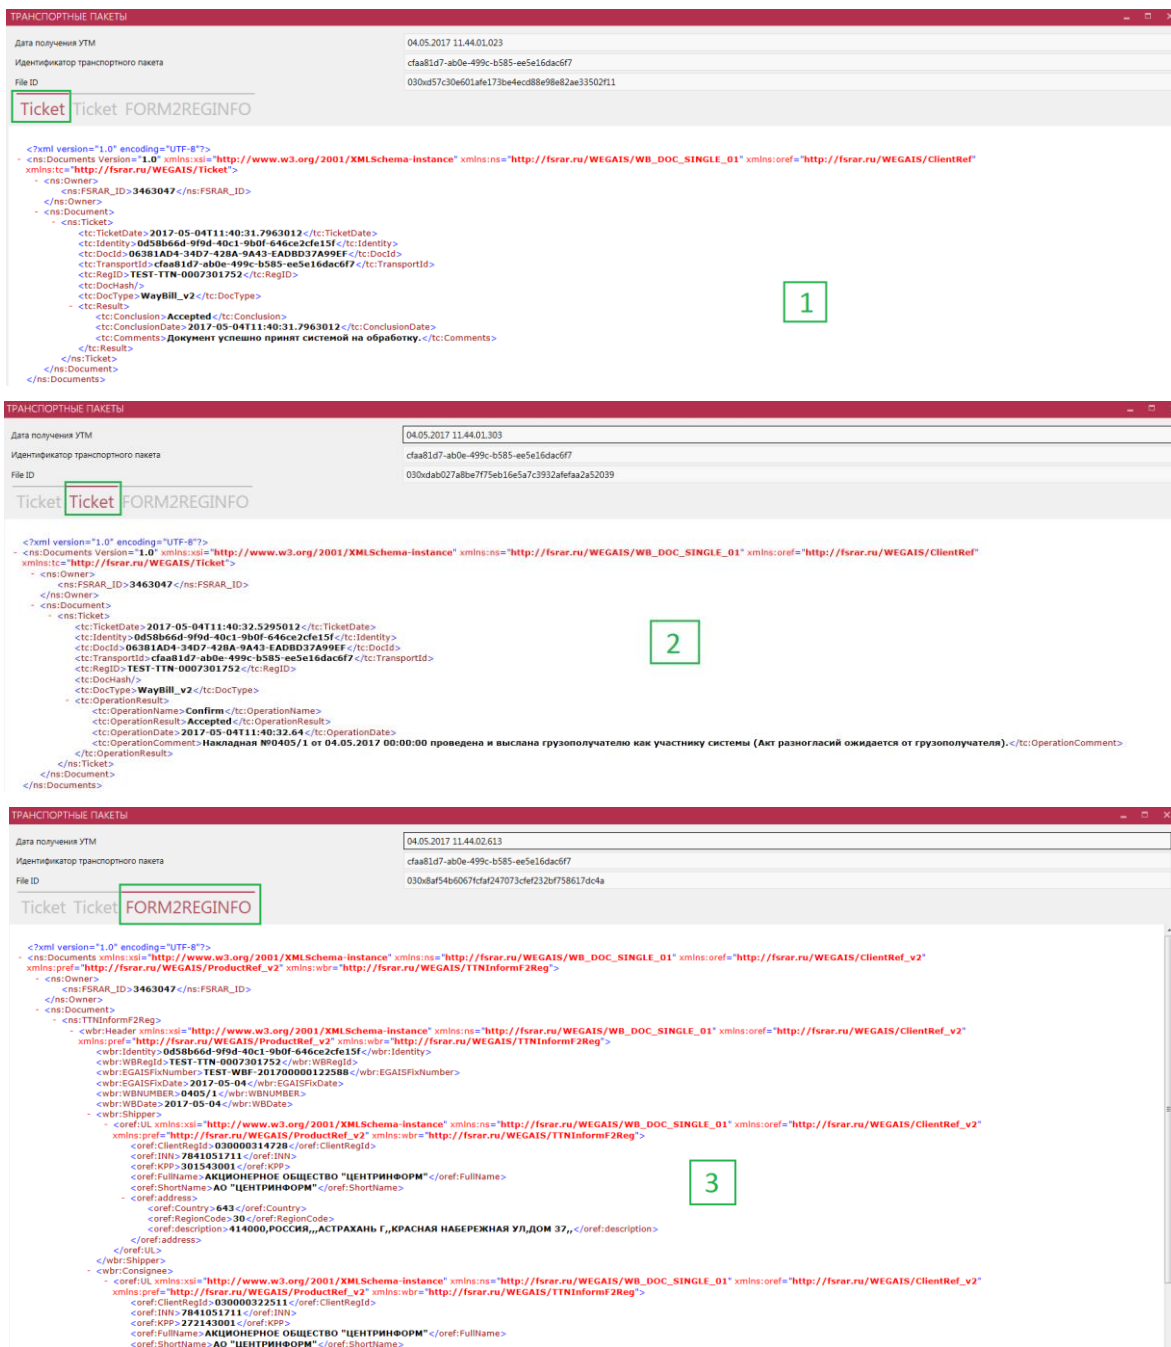 ТРАНСПОРТНЫЕ ПАКЕТЫ
Дата получения УТМ 04.05.2017 11.44.01.023
Идентификатор транспортного пакета cfaa81d7-ab0e-499c-b585-ee5e16dac6f7
File ID 030xd57c30e601afe173be4ecd88e98e82ae33502f11
Ticket Ticket FORM2REGINFO
<?xml version="1.0" encoding="UTF-8"?>
- <ns:Documents Version="1.0" xmlns:xsi="http://www.w3.org/2001/XMLSchema-instance" xmlns:ns="http://fsrar.ru/WEGAIS/WB_DOC_SINGLE_01" xmlns:oref="http://fsrar.ru/WEGAIS/ClientRef"
xmlns:tc="http://fsrar.ru/WEGAIS/Ticket">
- <ns:Owner>
<ns:FSRAR_ID>3463047</ns:FSRAR_ID>
</ns:Owner>
- <ns:Document>
- <ns:Ticket>
<tc:TicketDate>2017-05-04T11:40:31.7963012</tc:TicketDate>
<tc:Identity>0d58b66d-9f9d-40c1-9b0f-646ce2cfe15f</tc:Identity>
<tc:DocId>06381AD4-34D7-428A-9A43-EADBD37A99EF</tc:DocId>
<tc:TransportId>cfaa81d7-ab0e-499c-b585-ee5e16dac6f7</tc:TransportId>
<tc:RegID>TEST-TTN-0007301752</tc:RegID>
<tc:DocHash/>
<tc:DocType>WayBill_v2</tc:DocType>
- <tc:Result>
<tc:Conclusion>Accepted</tc:Conclusion>
<tc:ConclusionDate>2017-05-04T11:40:31.7963012</tc:ConclusionDate>
<tc:Comments>Документ успешно принят системой на обработку.</tc:Comments>
</tc:Result>
</ns:Ticket>
</ns:Document>
</ns:Documents>
1
ТРАНСПОРТНЫЕ ПАКЕТЫ
Дата получения УТМ 04.05.2017 11.44.01.303
Идентификатор транспортного пакета cfaa81d7-ab0e-499c-b585-ee5e16dac6f7
File ID 030xdab027a8be7f75eb16e5a7c3932afefaa2a52039
Ticket Ticket FORM2REGINFO
<?xml version="1.0" encoding="UTF-8"?>
- <ns:Documents Version="1.0" xmlns:xsi="http://www.w3.org/2001/XMLSchema-instance" xmlns:ns="http://fsrar.ru/WEGAIS/WB_DOC_SINGLE_01" xmlns:oref="http://fsrar.ru/WEGAIS/ClientRef"
xmlns:tc="http://fsrar.ru/WEGAIS/Ticket">
- <ns:Owner>
<ns:FSRAR_ID>3463047</ns:FSRAR_ID>
</ns:Owner>
- <ns:Document>
- <ns:Ticket>
<tc:TicketDate>2017-05-04T11:40:32.5295012</tc:TicketDate>
<tc:Identity>0d58b66d-9f9d-40c1-9b0f-646ce2cfe15f</tc:Identity>
<tc:DocId>06381AD4-34D7-428A-9A43-EADBD37A99EF</tc:DocId>
<tc:TransportId>cfaa81d7-ab0e-499c-b585-ee5e16dac6f7</tc:TransportId>
<tc:RegID>TEST-TTN-0007301752</tc:RegID>
<tc:DocHash/>
<tc:DocType>WayBill_v2</tc:DocType>
- <tc:OperationResult>
<tc:OperationName>Confirm</tc:OperationName>
<tc:OperationResult>Accepted</tc:OperationResult>
<tc:OperationDate>2017-05-04T11:40:32.64</tc:OperationDate>
<tc:OperationComment>Накладная №0405/1 от 04.05.2017 00:00:00 проведена и выслана грузополучателю как участнику системы (Акт разногласий ожидается от грузополучателя).</tc:OperationComment>
</tc:OperationResult>
</ns:Ticket>
</ns:Document>
</ns:Documents>
2
ТРАНСПОРТНЫЕ ПАКЕТЫ
Дата получения УТМ 04.05.2017 11.44.02.613
Идентификатор транспортного пакета cfaa81d7-ab0e-499c-b585-ee5e16dac6f7
File ID 030x8af54b6067fcfaf247073cfef232bf758617dc4a
Ticket Ticket FORM2REGINFO
<?xml version="1.0" encoding="UTF-8"?>
- <ns:Documents xmlns:xsi="http://www.w3.org/2001/XMLSchema-instance" xmlns:ns="http://fsrar.ru/WEGAIS/WB_DOC_SINGLE_01" xmlns:oref="http://fsrar.ru/WEGAIS/ClientRef_v2"
xmlns:pref="http://fsrar.ru/WEGAIS/ProductRef_v2" xmlns:wbr="http://fsrar.ru/WEGAIS/TTNInformF2Reg">
- <ns:Owner>
<ns:FSRAR_ID>3463047</ns:FSRAR_ID>
</ns:Owner>
- <ns:Document>
- <ns:TTNInformF2Reg>
- <wbr:Header xmlns:xsi="http://www.w3.org/2001/XMLSchema-instance" xmlns:ns="http://fsrar.ru/WEGAIS/WB_DOC_SINGLE_01" xmlns:oref="http://fsrar.ru/WEGAIS/ClientRef_v2"
xmlns:pref="http://fsrar.ru/WEGAIS/ProductRef_v2" xmlns:wbr="http://fsrar.ru/WEGAIS/TTNInformF2Reg">
<wbr:Identity>0d58b66d-9f9d-40c1-9b0f-646ce2cfe15f</wbr:Identity>
<wbr:WBRegId>TEST-TTN-0007301752</wbr:WBRegId>
<wbr:EGAISFixNumber>TEST-WBF-201700000122588</wbr:EGAISFixNumber>
<wbr:EGAISFixDate>2017-05-04</wbr:EGAISFixDate>
<wbr:WBNUMBER>0405/1</wbr:WBNUMBER>
<wbr:WBDate>2017-05-04</wbr:WBDate>
- <wbr:Shipper>
- <oref:UL xmlns:xsi="http://www.w3.org/2001/XMLSchema-instance" xmlns:ns="http://fsrar.ru/WEGAIS/WB_DOC_SINGLE_01" xmlns:oref="http://fsrar.ru/WEGAIS/ClientRef_v2"
xmlns:pref="http://fsrar.ru/WEGAIS/ProductRef_v2" xmlns:wbr="http://fsrar.ru/WEGAIS/TTNInformF2Reg">
<oref:ClientRegId>030000314728</oref:ClientRegId>
<oref:INN>7841051711</oref:INN>
<oref:KPP>301543001</oref:KPP>
<oref:FullName>АКЦИОНЕРНОЕ ОБЩЕСТВО "ЦЕНТРИНФОРМ"</oref:FullName>
<oref:ShortName>АО "ЦЕНТРИНФОРМ"</oref:ShortName>
- <oref:address>
<oref:Country>643</oref:Country>
<oref:RegionCode>30</oref:RegionCode>
<oref:description>414000,РОССИЯ,,,АСТРАХАНЬ Г,,КРАСНАЯ НАБЕРЕЖНАЯ УЛ,ДОМ 37,,</oref:description>
</oref:address>
</oref:UL>
</wbr:Shipper>
- <wbr:Consignee>
- <oref:UL xmlns:xsi="http://www.w3.org/2001/XMLSchema-instance" xmlns:ns="http://fsrar.ru/WEGAIS/WB_DOC_SINGLE_01" xmlns:oref="http://fsrar.ru/WEGAIS/ClientRef_v2"
xmlns:pref="http://fsrar.ru/WEGAIS/ProductRef_v2" xmlns:wbr="http://fsrar.ru/WEGAIS/TTNInformF2Reg">
<oref:ClientRegId>030000322511</oref:ClientRegId>
<oref:INN>7841051711</oref:INN>
<oref:KPP>272143001</oref:KPP>
<oref:FullName>АКЦИОНЕРНОЕ ОБЩЕСТВО "ЦЕНТРИНФОРМ"</oref:FullName>
<oref:ShortName>АО "ЦЕНТРИНФОРМ"</oref:ShortName>
3